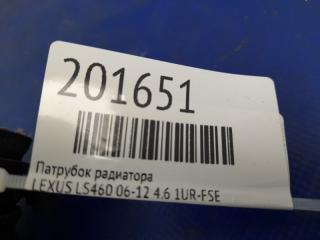 201651
Патрубок радиатора
LEXUS LS460 06-12 4.6 1UR-FSE